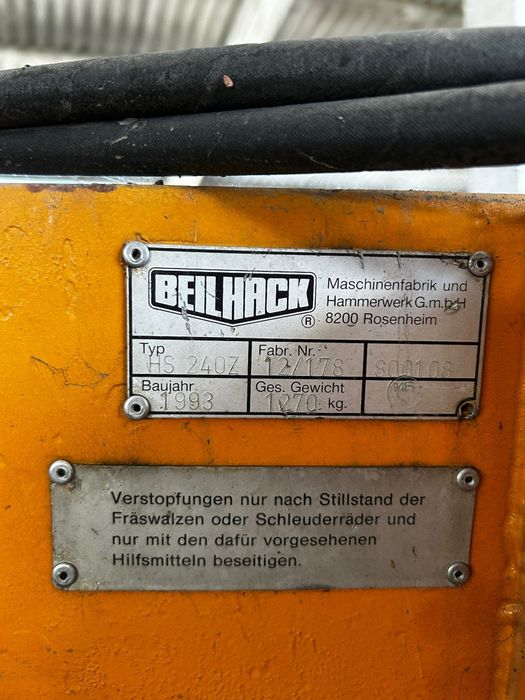 BEILHACK
®
Maschinenfabrik und
Hammerwerk G.m.b.H
8200 Rosenheim
Typ Fabr. Nr.
HS 240Z 12/178 800108
Baujahr Ges. Gewicht
1993 1270 kg.
Verstopfungen nur nach Stillstand der
Fräswalzen oder Schleuderräder und
nur mit den dafür vorgesehenen
Hilfsmitteln beseitigen.